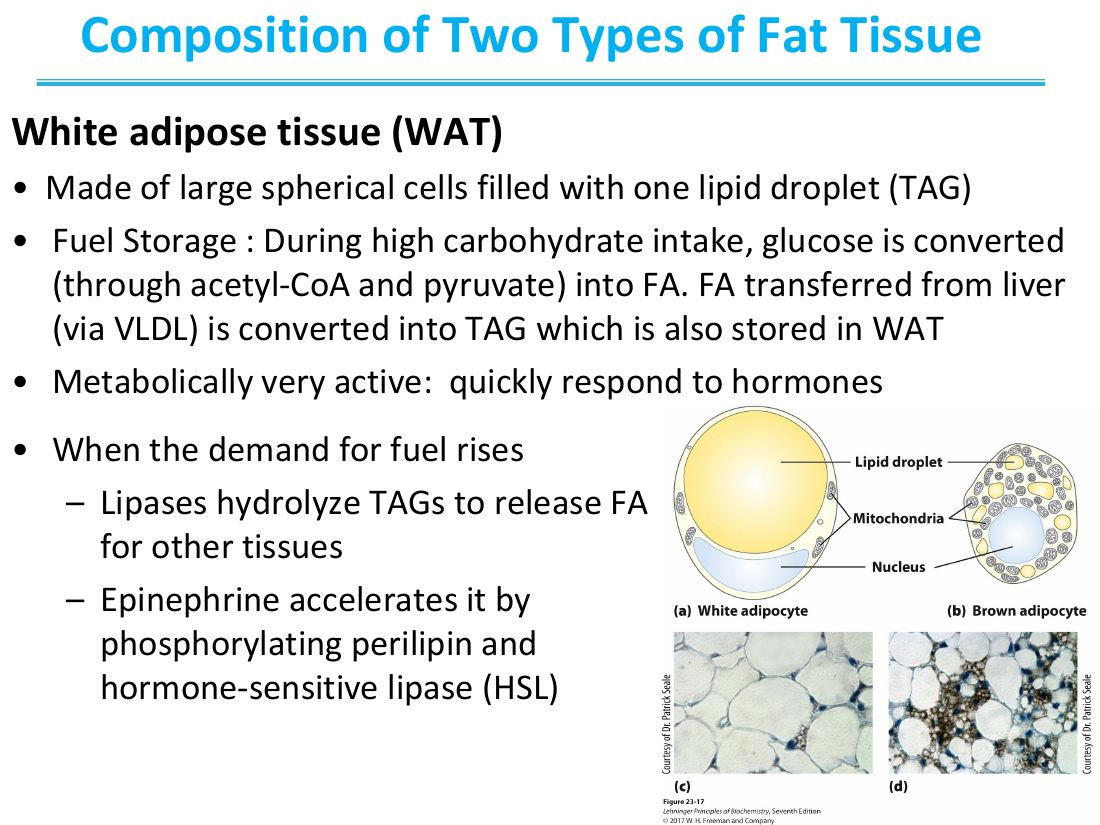 Composition of Two Types of Fat Tissue
White adipose tissue (WAT)
• Made of large spherical cells filled with one lipid droplet (TAG)
• Fuel Storage : During high carbohydrate intake, glucose is converted
(through acetyl-CoA and pyruvate) into FA. FA transferred from liver
(via VLDL) is converted into TAG which is also stored in WAT
• Metabolically very active:  quickly respond to hormones
• When the demand for fuel rises
– Lipases hydrolyze TAGs to release FA
for other tissues
– Epinephrine accelerates it by
phosphorylating perilipin and
hormone-sensitive lipase (HSL)
Lipid droplet
Mitochondria
Nucleus
(a) White adipocyte
(b) Brown adipocyte
Courtesy of Dr. Patrick Seale
Courtesy of Dr. Patrick Seale
(c)
(d)
Figure 23-17
Lehninger Principles of Biochemistry, Seventh Edition
© 2017 W. H. Freeman and Company